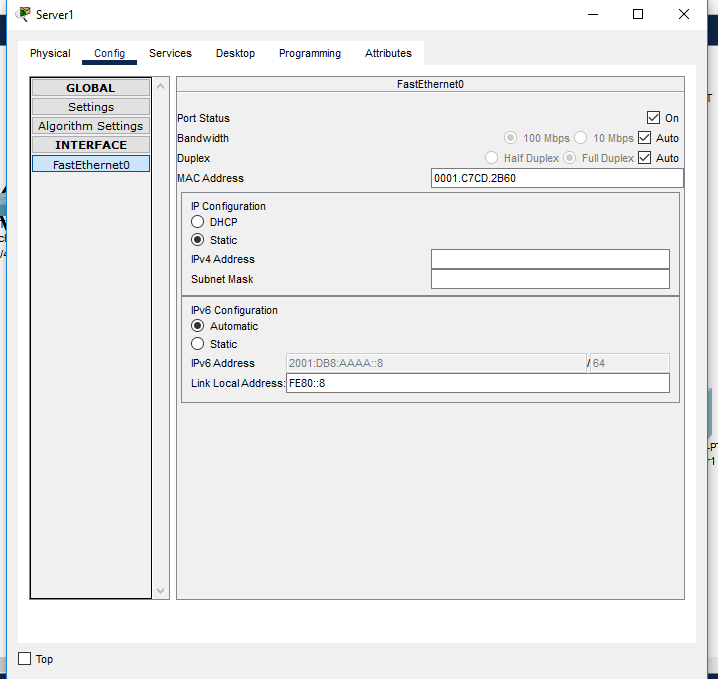 Server1
Physical Config Services Desktop Programming Attributes
GLOBAL
Settings
Algorithm Settings
INTERFACE
FastEthernet0
FastEthernet0
Port Status On
Bandwidth 100 Mbps 10 Mbps Auto
Duplex Half Duplex Full Duplex Auto
MAC Address 0001.C7CD.2B60
IP Configuration
DHCP
Static
IPv4 Address
Subnet Mask
IPv6 Configuration
Automatic
Static
IPv6 Address 2001:DB8:AAAA::8 / 64
Link Local Address: FE80::8
Top